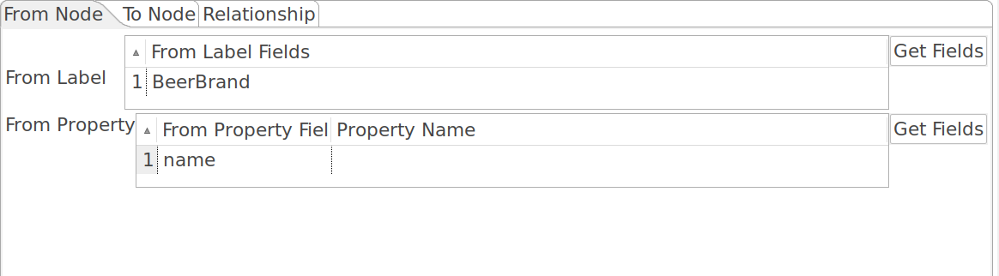 From Node To Node Relationship
From Label Fields Get Fields
From Label
1 BeerBrand
From Property
From Property Fiel Property Name Get Fields
1 name